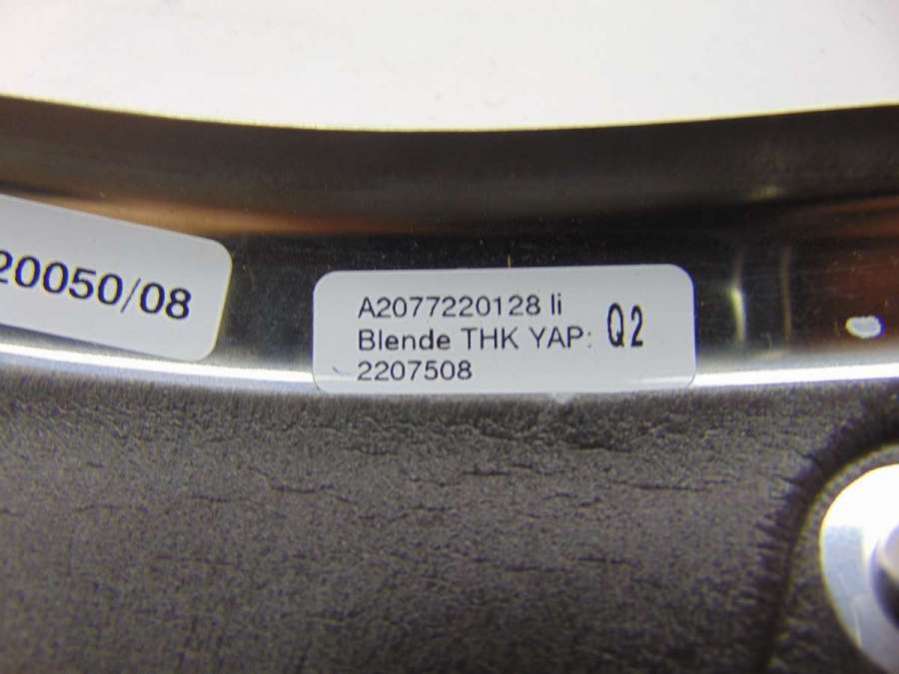 20050/08
A2077220128 li
Blende THK YAP: Q2
2207508